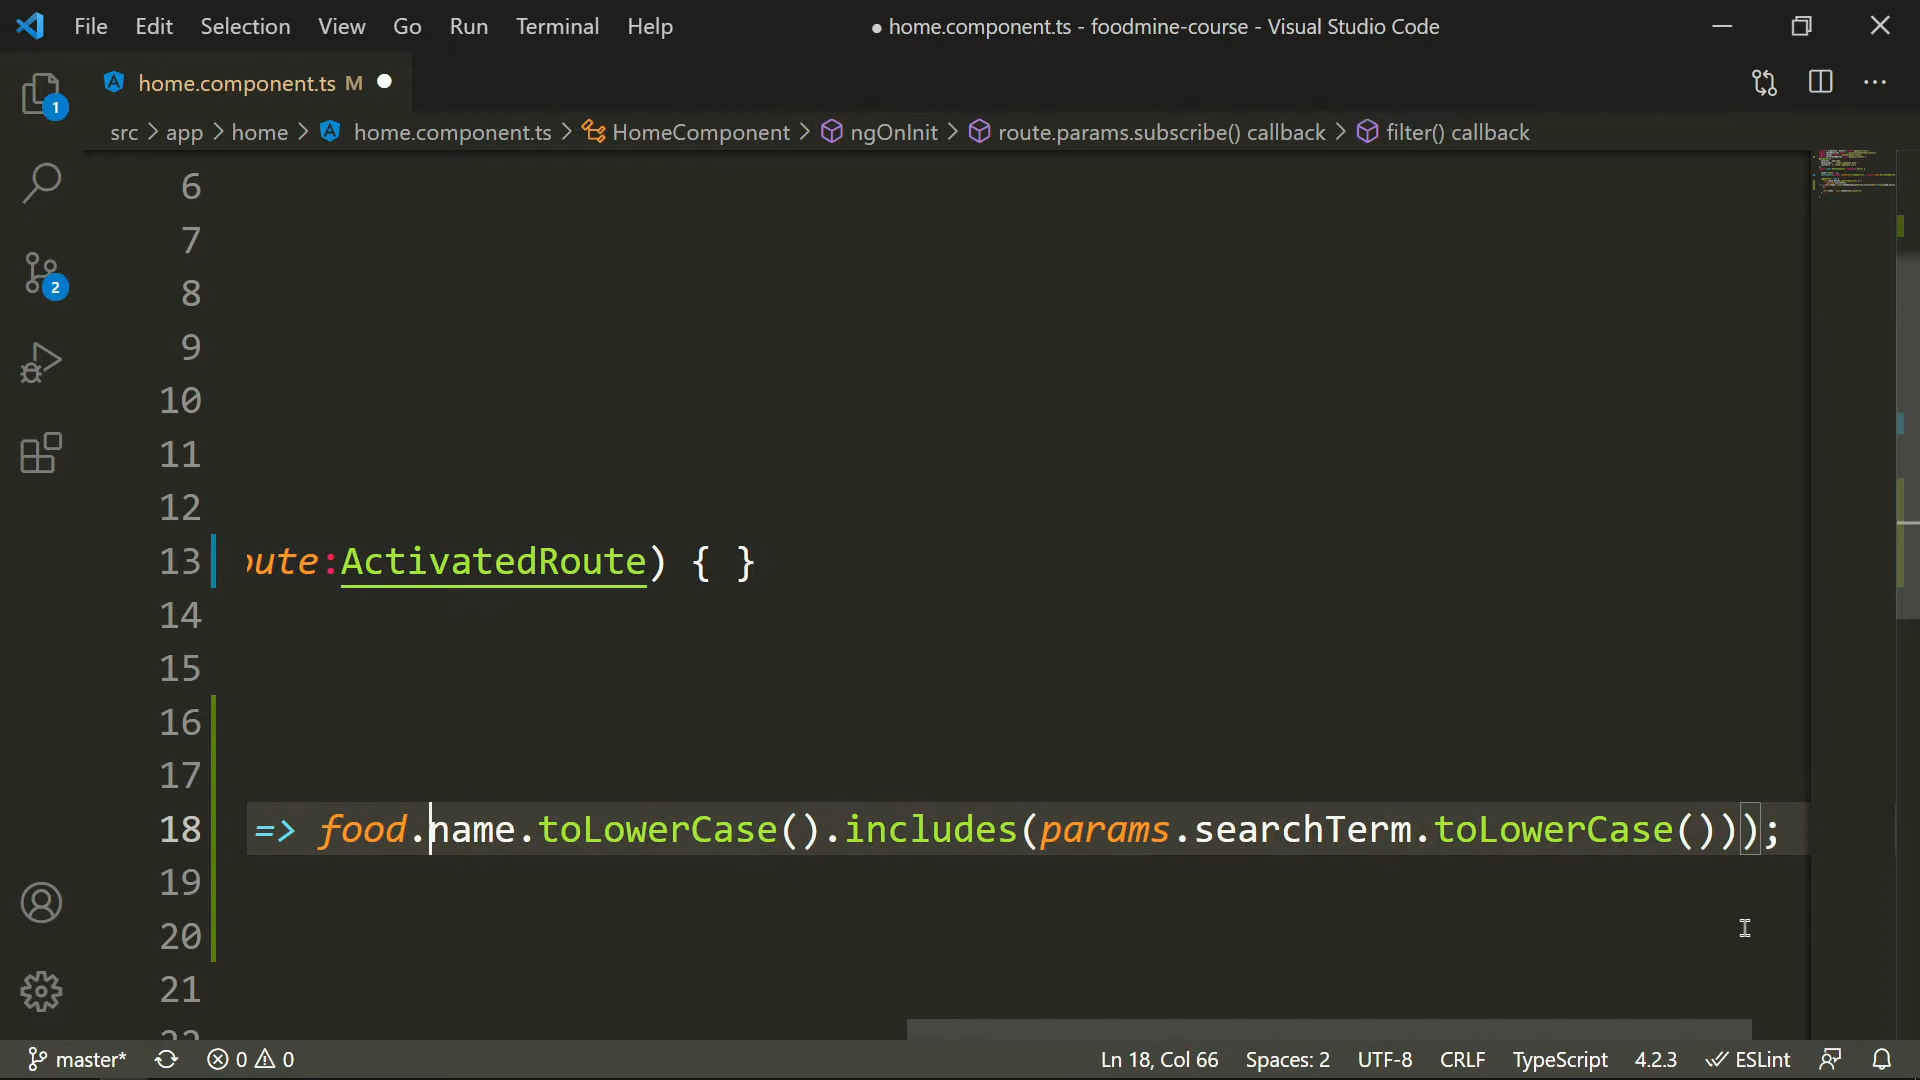 File Edit Selection View Go Run Terminal Help
● home.component.ts - foodmine-course - Visual Studio Code
home.component.ts M
src > app > home > home.component.ts > HomeComponent > ngOnInit > route.params.subscribe() callback > filter() callback
1
2
6
7
8
9
10
11
12
13 oute:ActivatedRoute) { }
14
15
16
17
18 => food.name.toLowerCase().includes(params.searchTerm.toLowerCase()));
19
20
21
22
master* 0 0 Ln 18, Col 66 Spaces: 2 UTF-8 CRLF TypeScript 4.2.3 ESLint